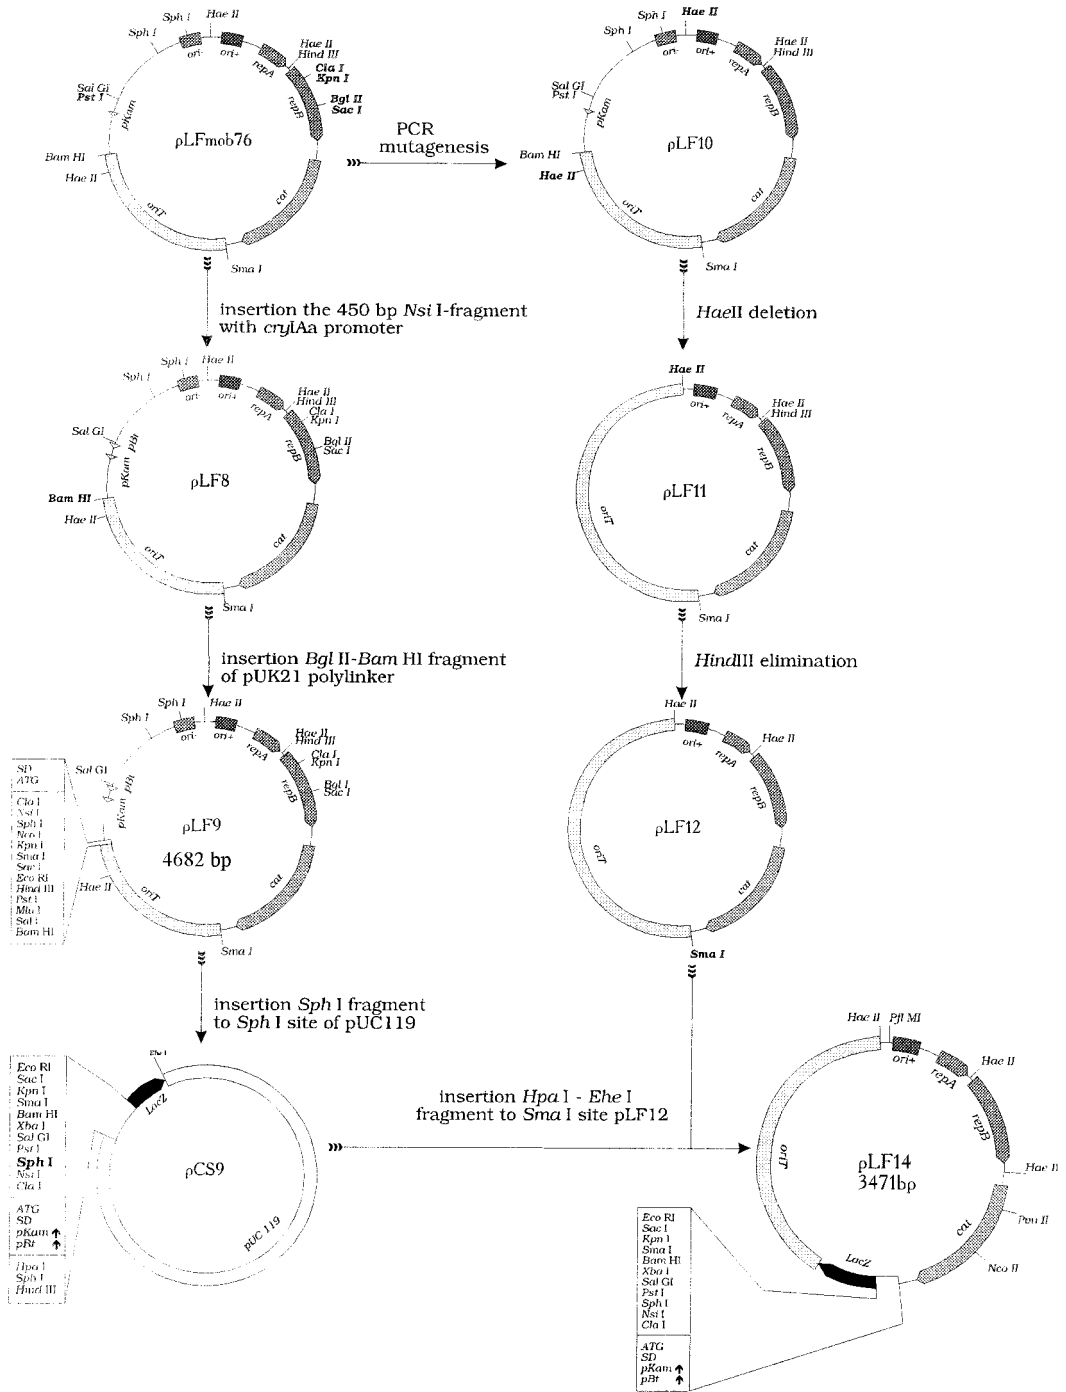 Hae II
Sph I
Sph I
ori-
ori+
repA
Hae II
Hind III
Cla I
Kpn I
Bgl II
Sac I
repB
Sal GI
Pst I
pKam
ρLFmob76
Bam HI
Hae II
oriT
cat
Sma I
PCR
mutagenesis
Hae II
Sph I
Sph I
ori-
ori+
repA
Hae II
Hind III
repB
Sal GI
Pst I
pKam
ρLF10
Bam HI
Hae II
oriT
cat
Sma I
insertion the 450 bp Nsi I-fragment
with cryIAa promoter
HaeII deletion
Sph I
Hae II
Sph I
ori-
ori+
repA
Hae II
Hind III
Cla I
Kpn I
Bgl II
Sac I
repB
Sal GI
pKam pBt
ρLF8
Bam HI
Hae II
oriT
cat
Sma I
Hae II
ori+
repA
Hae II
Hind III
repB
ρLF11
oriT
cat
Sma I
insertion Bgl II-Bam HI fragment
of pUK21 polylinker
HindIII elimination
Sph I
Hae II
Sph I
ori-
ori+
repA
Hae II
Hind III
Cla I
Kpn I
Bgl I
Sac I
repB
Sal GI
pKam pBt
ρLF9
4682 bp
Hae II
oriT
cat
Sma I
SD
ATG
Cla I
Nsi I
Sph I
Nco I
Kpn I
Sma I
Sac I
Eco RI
Hind III
Pst I
Mlu I
Sal I
Bam HI
Hae II
ori+
repA
Hae II
repB
ρLF12
oriT
cat
Sma I
insertion Sph I fragment
to Sph I site of pUC119
Ehe I
LacZ
ρCS9
pUC 119
Eco RI
Sac I
Kpn I
Sma I
Bam HI
Xba I
Sal GI
Pst I
Sph I
Nsi I
Cla I
ATG
SD
pKam ↑
pBt ↑
Hpa I
Sph I
Hind III
insertion Hpa I - Ehe I
fragment to Sma I site pLF12
Hae II
Pfl MI
ori+
repA
Hae II
repB
ρLF14
3471bp
Hae II
oriT
cat
Pvu II
Nco II
LacZ
Eco RI
Sac I
Kpn I
Sma I
Bam HI
Xba I
Sal GI
Pst I
Sph I
Nsi I
Cla I
ATG
SD
pKam ↑
pBt ↑